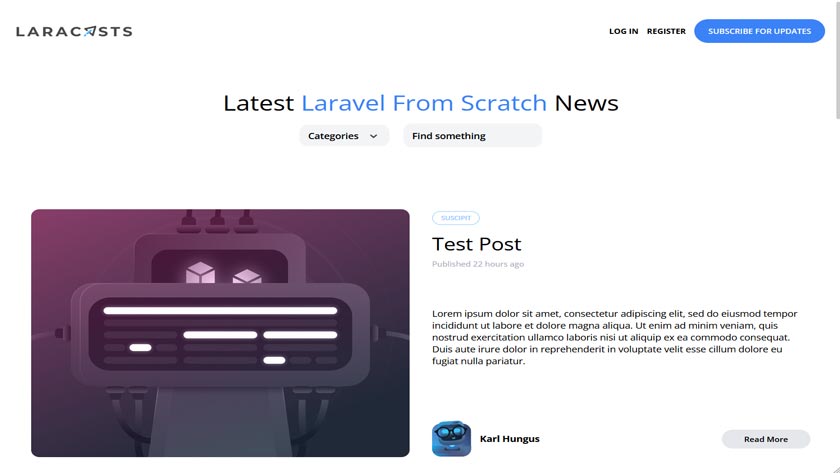 LARACASTS
LOG IN REGISTER SUBSCRIBE FOR UPDATES
Latest Laravel From Scratch News
Categories Find something
SUSCIPIT
Test Post
Published 22 hours ago
Lorem ipsum dolor sit amet, consectetur adipiscing elit, sed do eiusmod tempor
incididunt ut labore et dolore magna aliqua. Ut enim ad minim veniam, quis
nostrud exercitation ullamco laboris nisi ut aliquip ex ea commodo consequat.
Duis aute irure dolor in reprehenderit in voluptate velit esse cillum dolore eu
fugiat nulla pariatur.
Karl Hungus Read More